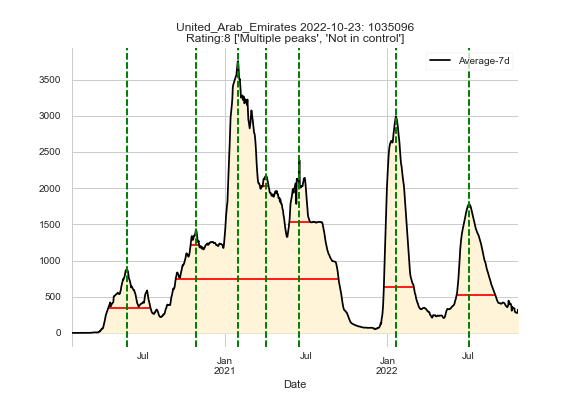 United_Arab_Emirates 2022-10-23: 1035096
Rating:8 ['Multiple peaks', 'Not in control']
Average-7d
3500
3000
2500
2000
1500
1000
500
0
Jul
Jan
2021
Jul
Jan
2022
Jul
Date